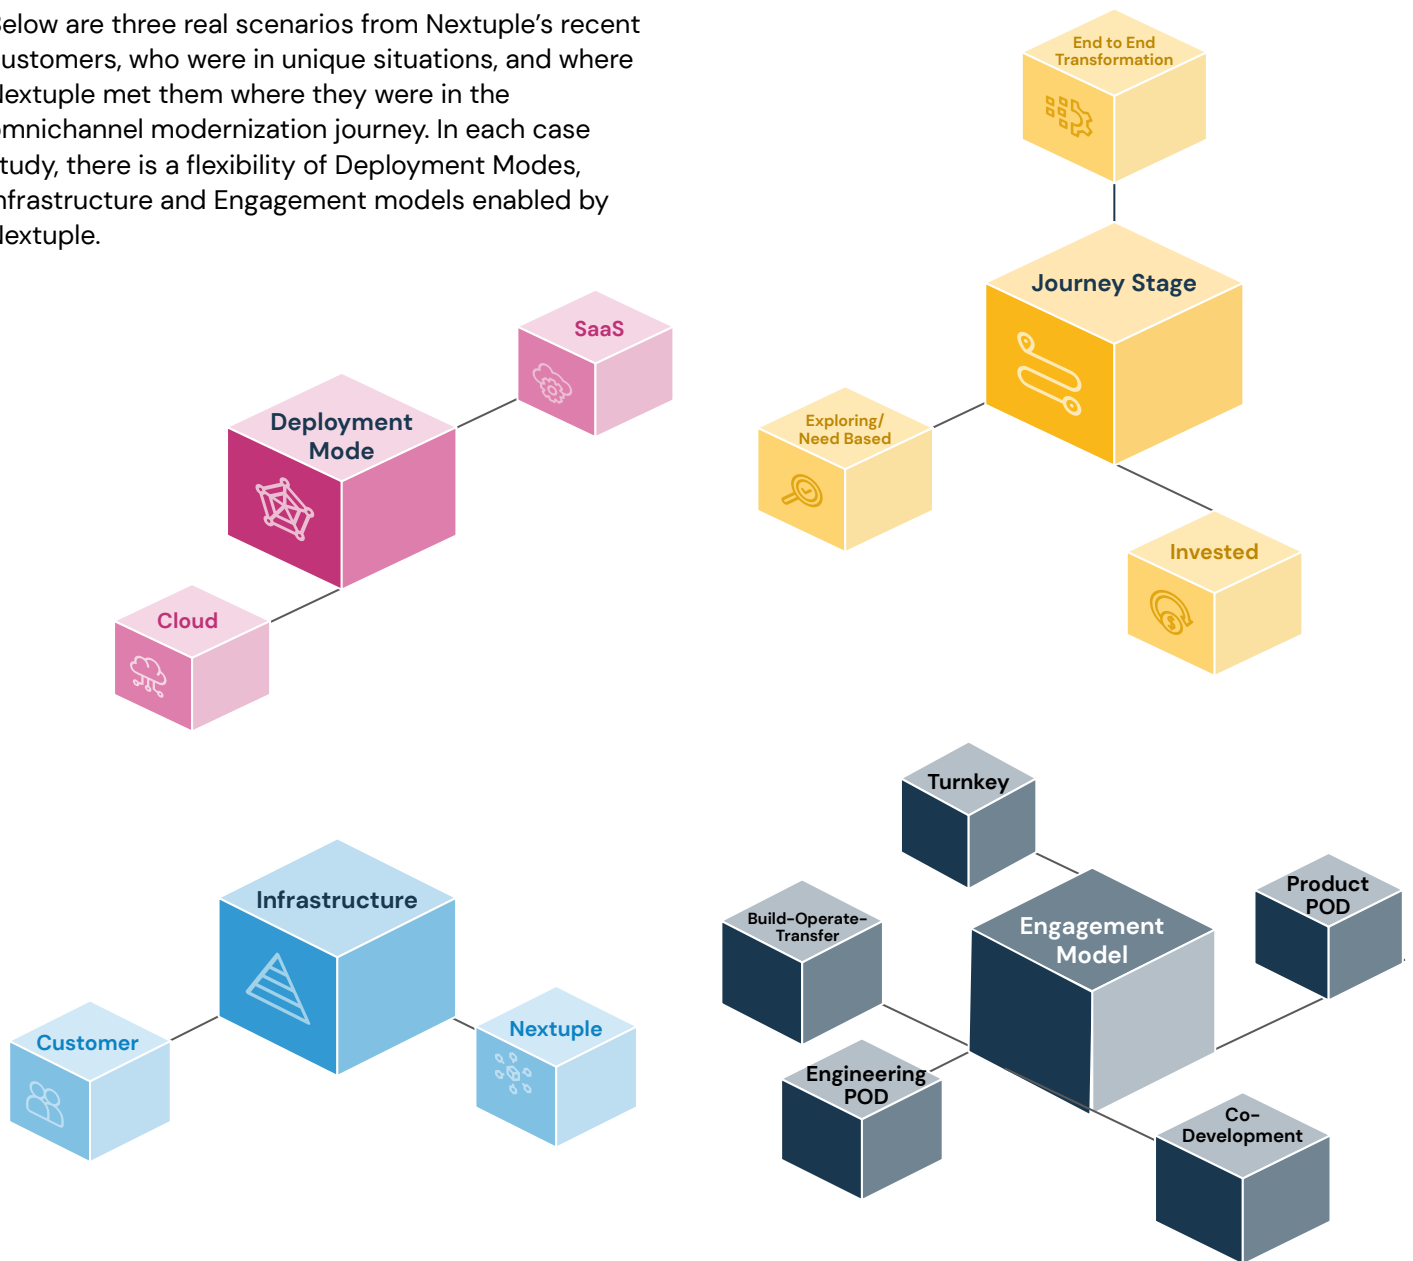 elow are three real scenarios from Nextuple's recent
ustomers, who were in unique situations, and where
Nextuple met them where they were in the
omnichannel modernization journey. In each case
tudy, there is a flexibility of Deployment Modes,
nfrastructure and Engagement models enabled by
Nextuple.
End to End
Transformation
Journey Stage
Exploring/
Need Based
Invested
SaaS
Deployment
Mode
Cloud
Infrastructure
Customer
Nextuple
Turnkey
Product
POD
Build-Operate-
Transfer
Engagement
Model
Engineering
POD
Co-
Development